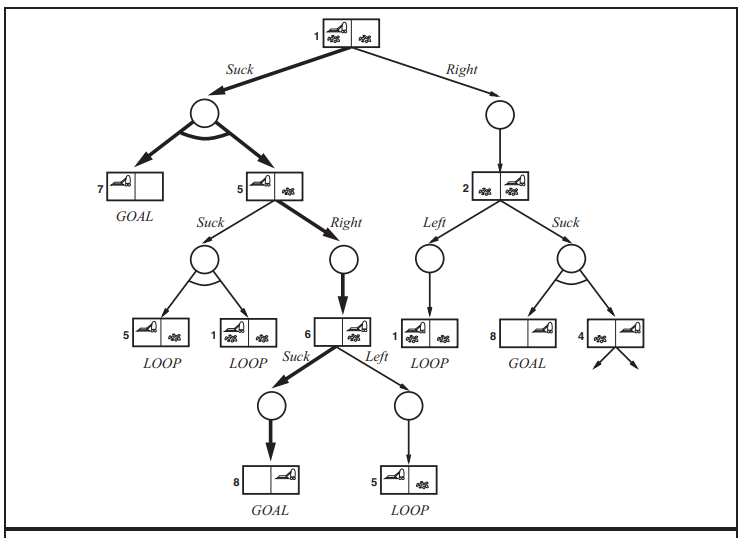 1
Suck Right
7 5 2
GOAL
Suck Right Left Suck
5 1 6 1 8 4
LOOP LOOP LOOP GOAL
Suck Left
8 5
GOAL LOOP